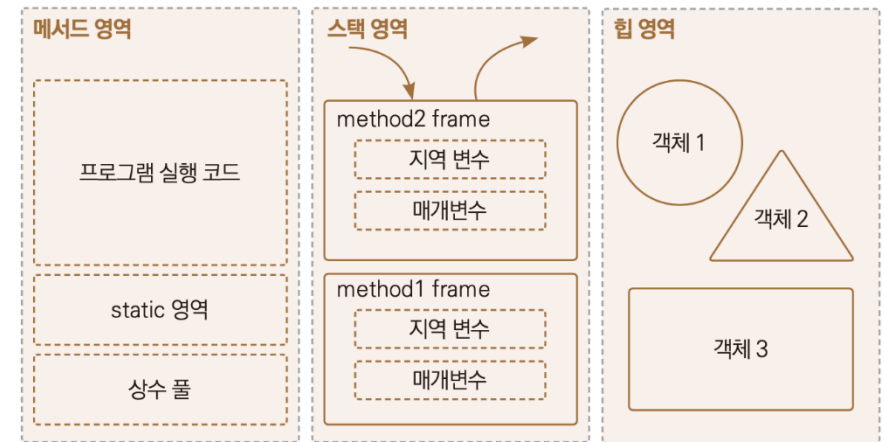 메서드 영역
프로그램 실행 코드
static 영역
상수 풀
스택 영역
method2 frame
지역 변수
매개변수
method1 frame
지역 변수
매개변수
힙 영역
객체 1
객체 2
객체 3